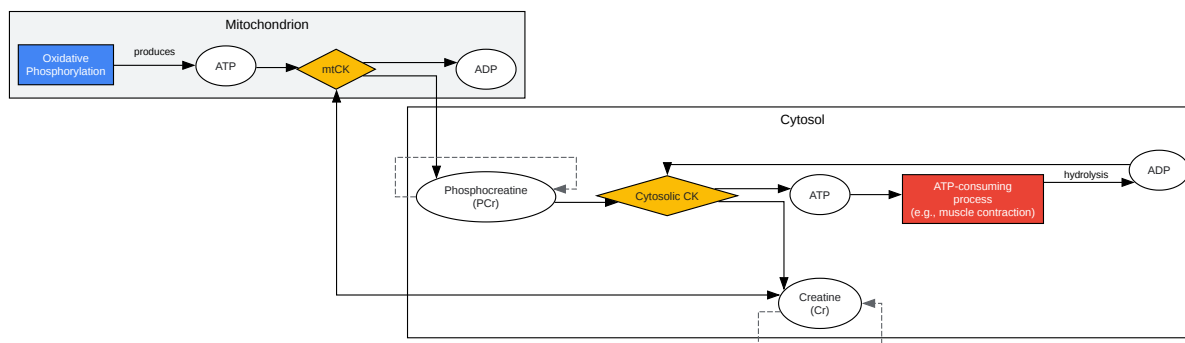 Mitochondrion
Oxidative
Phosphorylation
produces
ATP
mtCK
ADP
Cytosol
Phosphocreatine
(PCr)
Cytosolic CK
ATP
ATP-consuming
process
(e.g., muscle contraction)
hydrolysis
ADP
Creatine
(Cr)